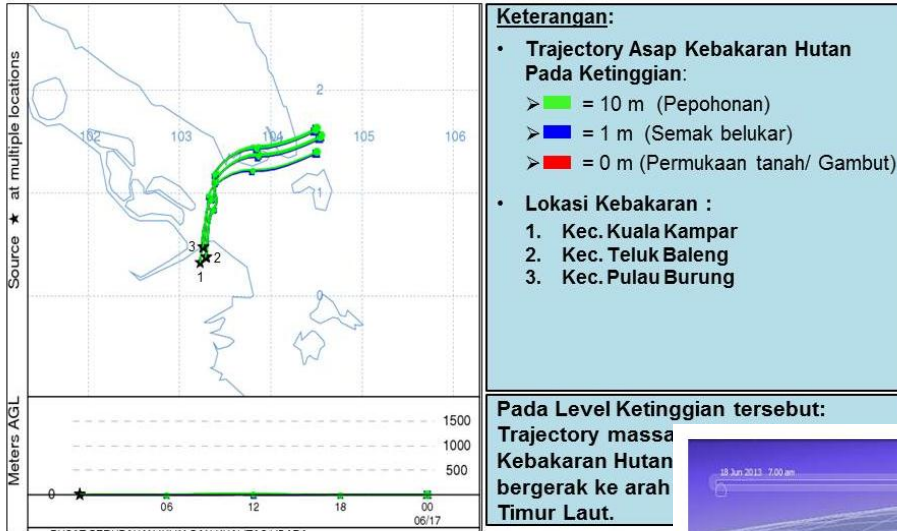 Source ★ at multiple locations
2
102
103
104
105
106
1
3
2
1
0
Meters AGL
1500
1000
500
0
06
12
18
00
06/17
Keterangan:
• Trajectory Asap Kebakaran Hutan
Pada Ketinggian:
➢ = 10 m (Pepohonan)
➢ = 1 m (Semak belukar)
➢ = 0 m (Permukaan tanah/ Gambut)
• Lokasi Kebakaran :
1. Kec. Kuala Kampar
2. Kec. Teluk Baleng
3. Kec. Pulau Burung
Pada Level Ketinggian tersebut:
Trajectory massa
Kebakaran Hutan
bergerak ke arah
Timur Laut.
18 Jun 2013 7.00 am